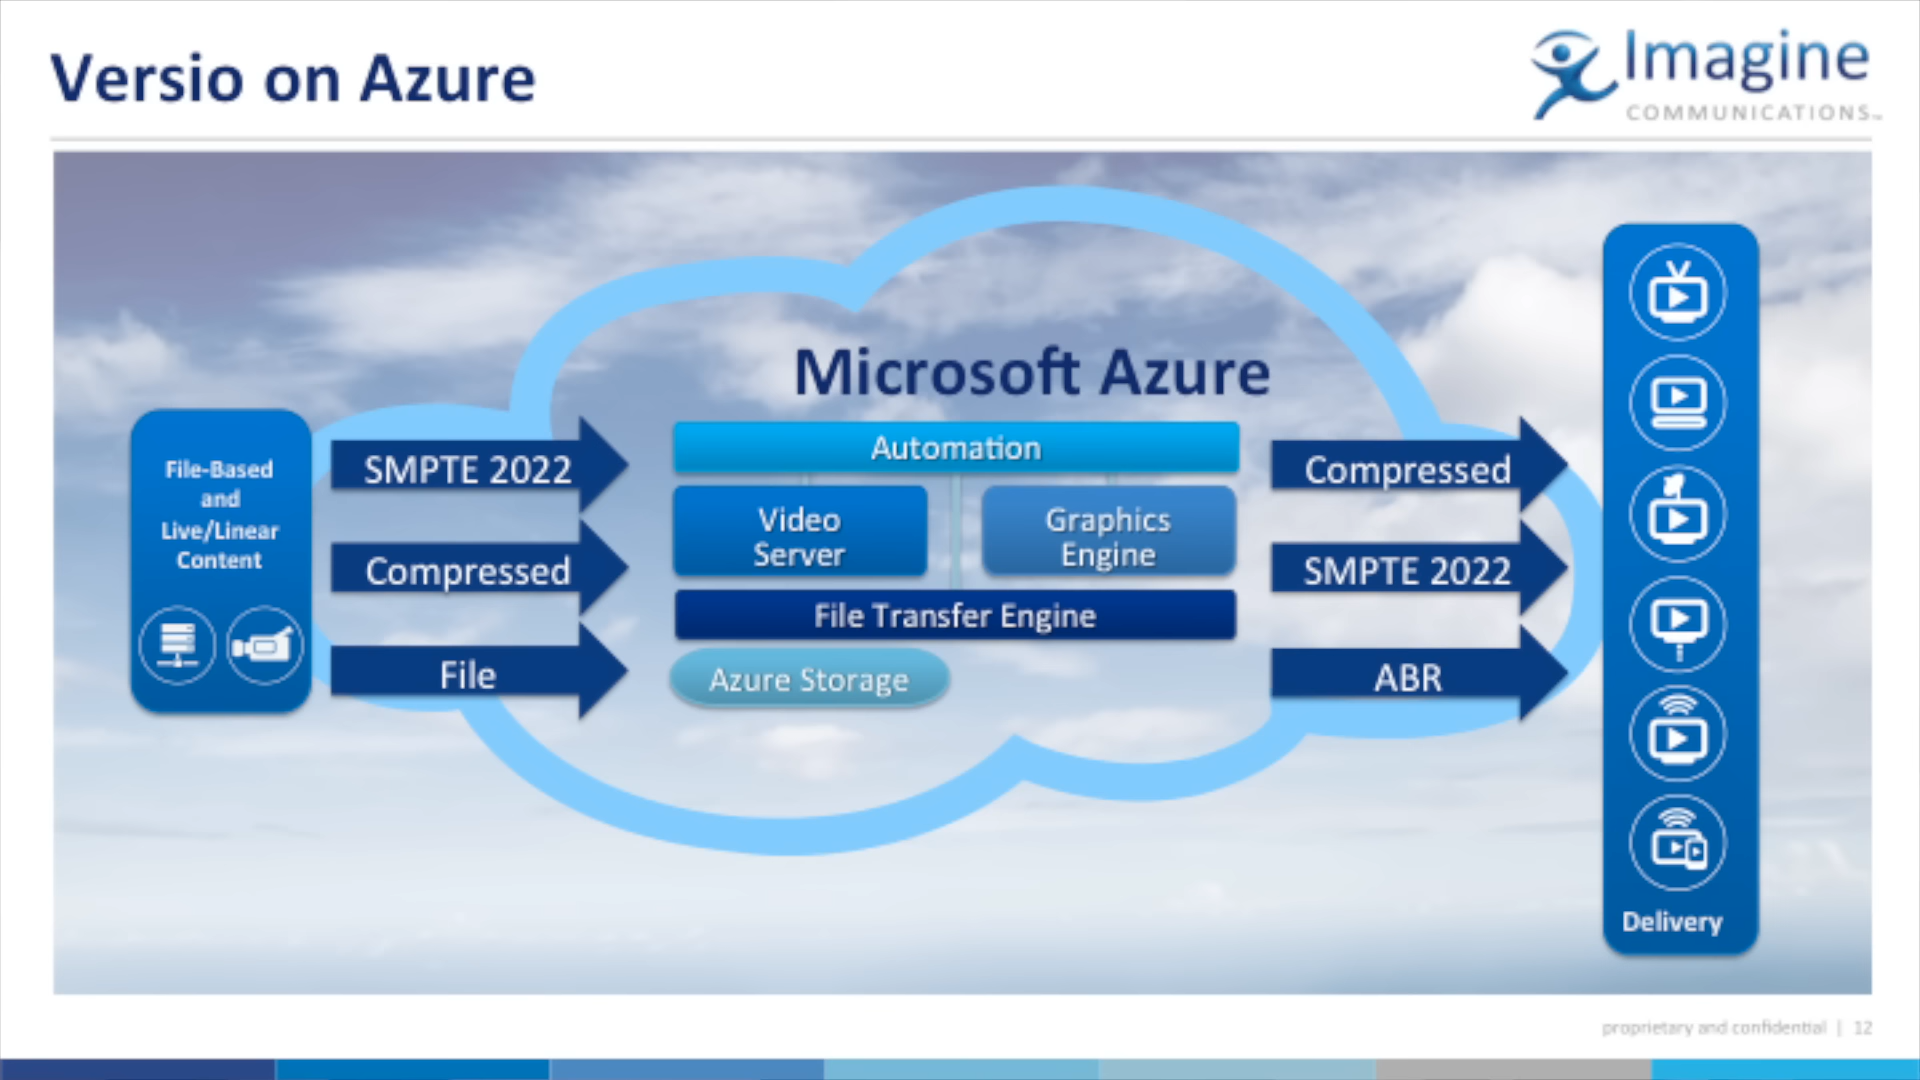 Versio on Azure
Imagine
COMMUNICATIONS™
Microsoft Azure
File-Based
and
Live/Linear
Content
SMPTE 2022
Compressed
File
Automation
Video
Server
Graphics
Engine
File Transfer Engine
Azure Storage
Compressed
SMPTE 2022
ABR
Delivery
proprietary and confidential | 12